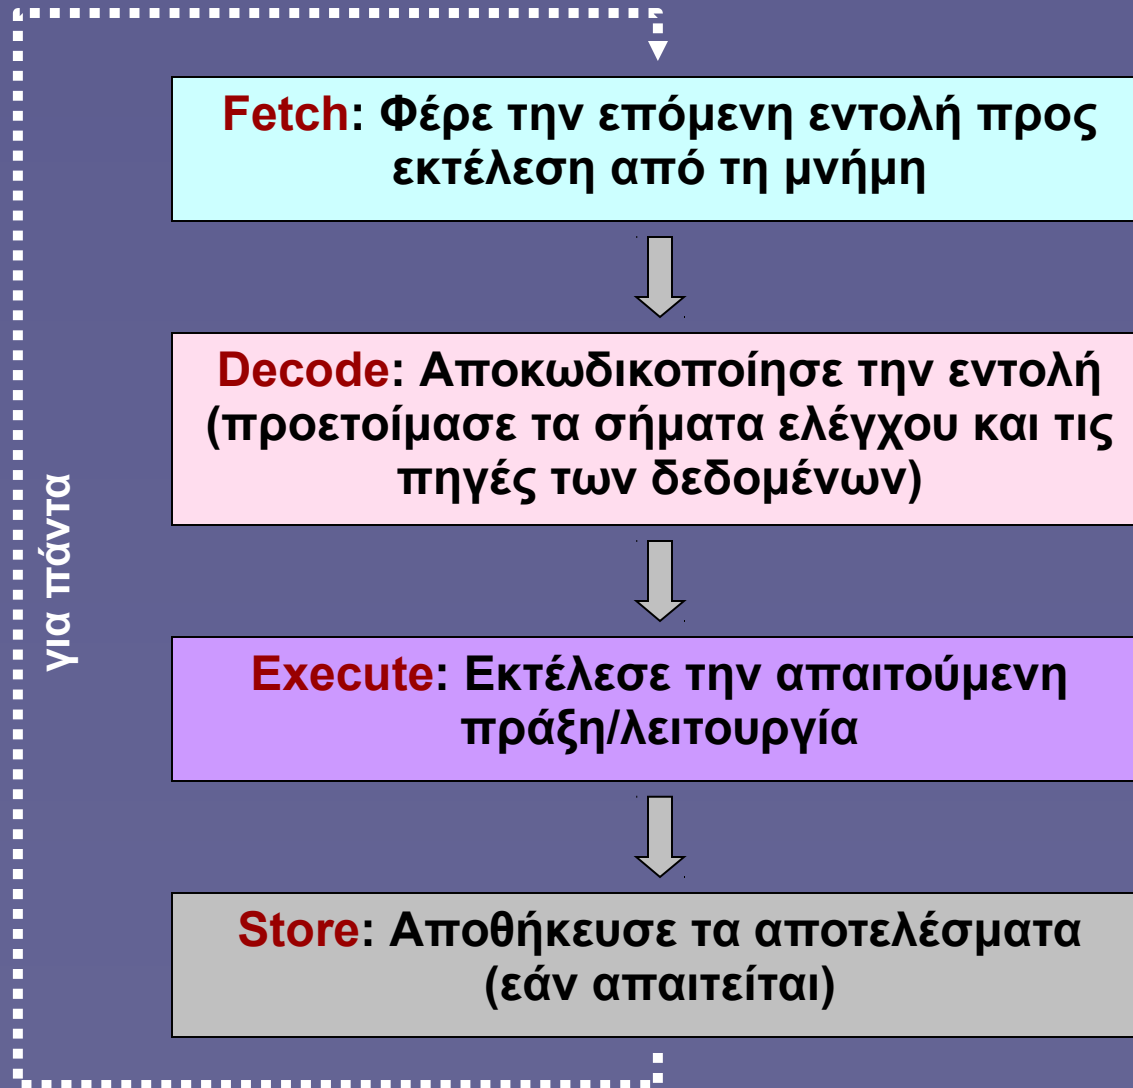 Fetch: Φέρε την επόμενη εντολή προς
εκτέλεση από τη μνήμη
Decode: Αποκωδικοποίησε την εντολή
(προετοίμασε τα σήματα ελέγχου και τις
πηγές των δεδομένων)
για πάντα
Execute: Εκτέλεσε την απαιτούμενη
πράξη/λειτουργία
Store: Αποθήκευσε τα αποτελέσματα
(εάν απαιτείται)